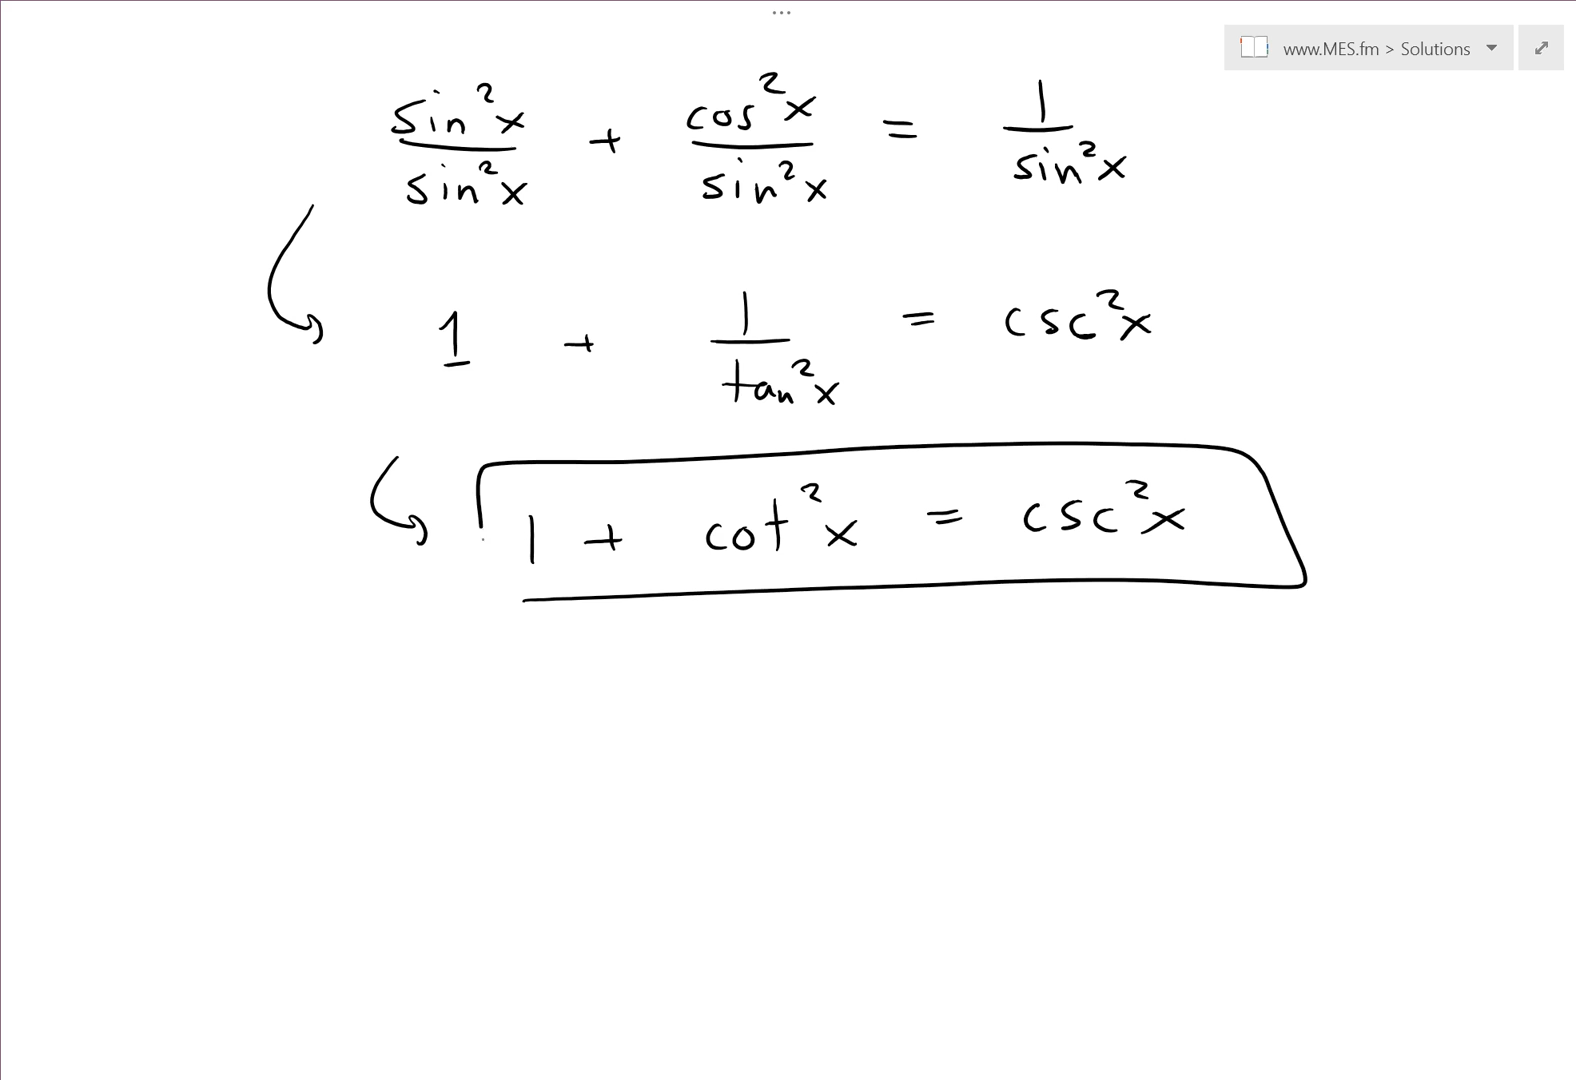 www.MES.fm > Solutions
sin²x/sin²x + cos²x/sin²x = 1/sin²x
1 + 1/tan²x = csc²x
1 + cot²x = csc²x